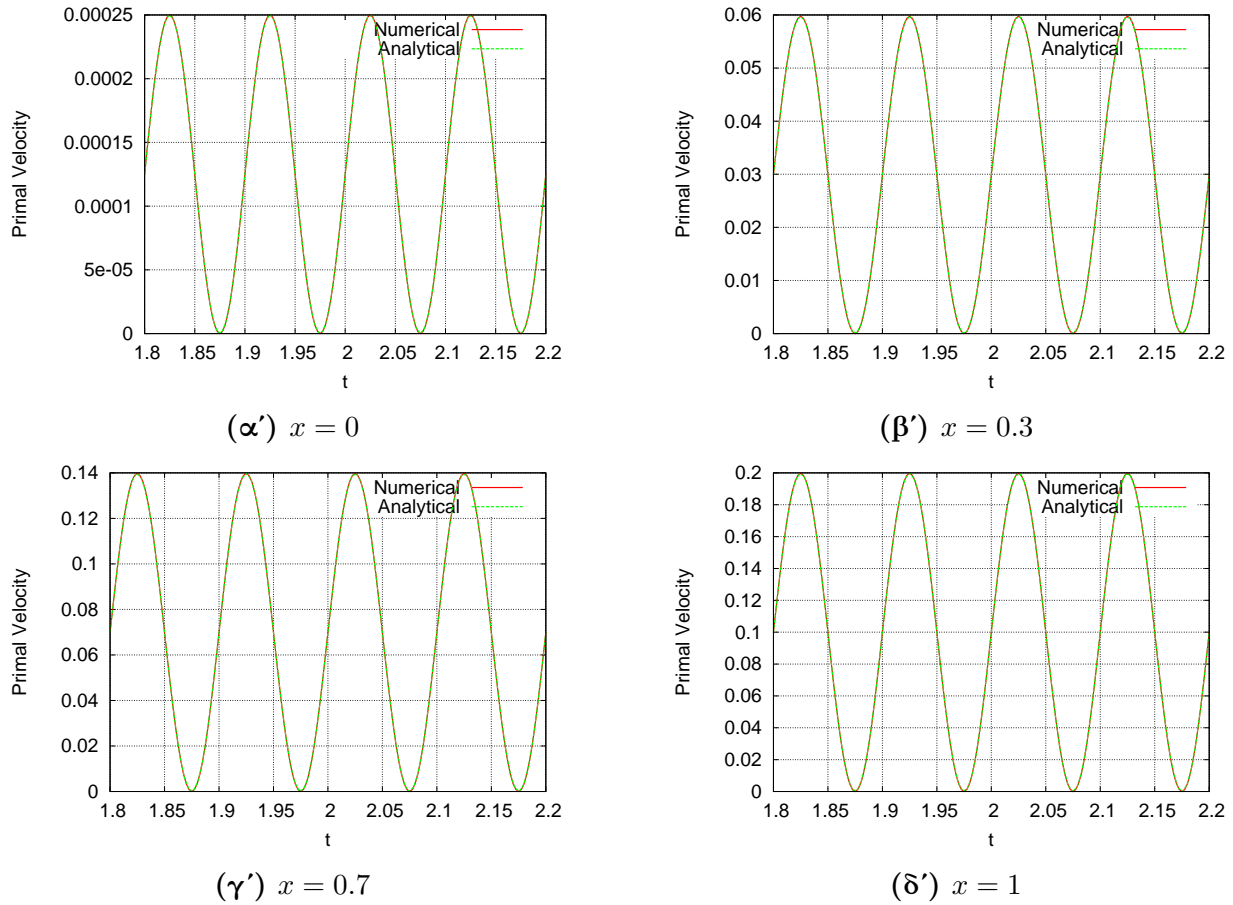 0.00025
0.0002
0.00015
0.0001
5e-05
0
1.8 1.85 1.9 1.95 2 2.05 2.1 2.15 2.2
Primal Velocity
t
Numerical
Analytical
(α′) x = 0
0.06
0.05
0.04
0.03
0.02
0.01
0
1.8 1.85 1.9 1.95 2 2.05 2.1 2.15 2.2
Primal Velocity
t
Numerical
Analytical
(β′) x = 0.3
0.14
0.12
0.1
0.08
0.06
0.04
0.02
0
1.8 1.85 1.9 1.95 2 2.05 2.1 2.15 2.2
Primal Velocity
t
Numerical
Analytical
(γ′) x = 0.7
0.2
0.18
0.16
0.14
0.12
0.1
0.08
0.06
0.04
0.02
0
1.8 1.85 1.9 1.95 2 2.05 2.1 2.15 2.2
Primal Velocity
t
Numerical
Analytical
(δ′) x = 1